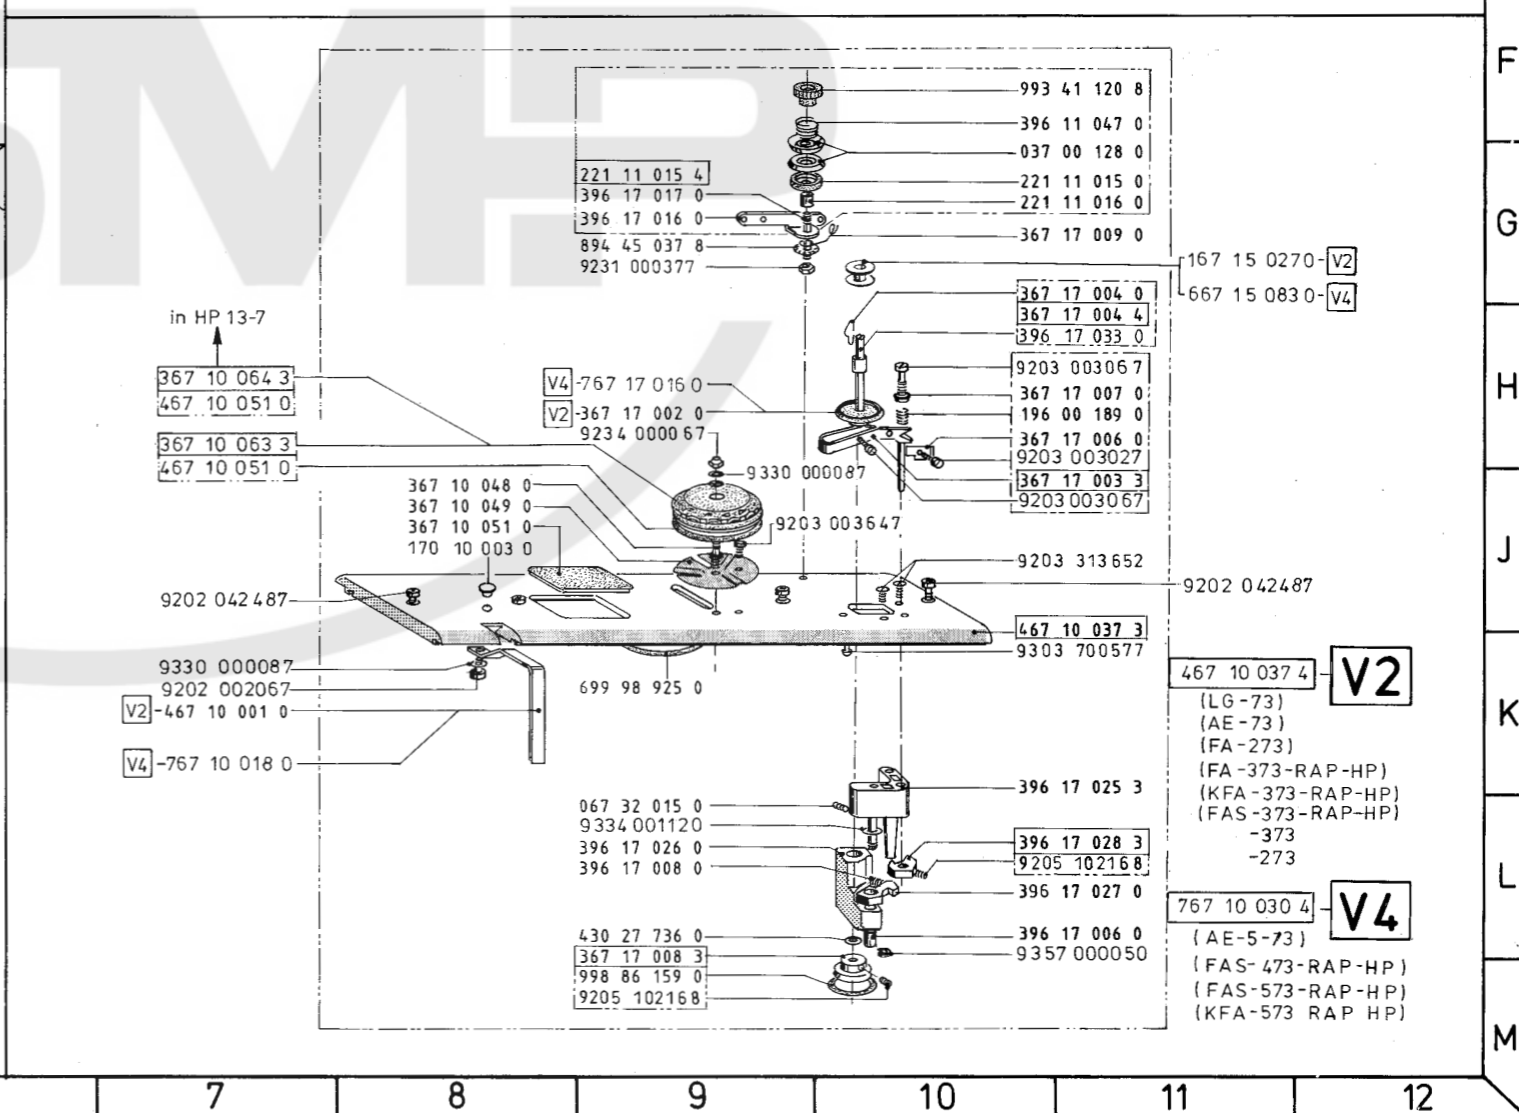 SMP
F
993 41 120 8
396 11 047 0
037 00 128 0
221 11 015 4
221 11 015 0
396 17 017 0
221 11 016 0
396 17 016 0
G
367 17 009 0
894 45 037 8
9231 000377
167 15 0270-V2
667 15 0830-V4
367 17 004 0
367 17 004 4
396 17 033 0
in HP 13-7
367 10 064 3
467 10 051 0
V4-767 17 016 0
V2-367 17 002 0
9234 000067
9203 003067
367 17 007 0
196 00 189 0
H
367 10 063 3
467 10 051 0
367 17 006 0
9203 003027
9330 000087
367 17 003 3
9203 003067
367 10 048 0
367 10 049 0
367 10 051 0
170 10 003 0
9203 003647
J
9203 313652
9202 042487
9202 042487
467 10 037 3
9303 700577
9330 000087
9202 002067
V2-467 10 001 0
699 98 925 0
467 10 037 4
V2
(LG-73)
(AE-73)
(FA-273)
(FA-373-RAP-HP)
(KFA-373-RAP-HP)
(FAS-373-RAP-HP)
-373
-273
K
V4-767 10 018 0
396 17 025 3
067 32 015 0
9334 001120
396 17 026 0
396 17 008 0
396 17 028 3
9205 102168
396 17 027 0
L
767 10 030 4
V4
(AE-5-73)
(FAS-473-RAP-HP)
(FAS-573-RAP-HP)
(KFA-573 RAP HP)
430 27 736 0
396 17 006 0
367 17 008 3
9357 000050
998 86 159 0
9205 102168
M
7
8
9
10
11
12